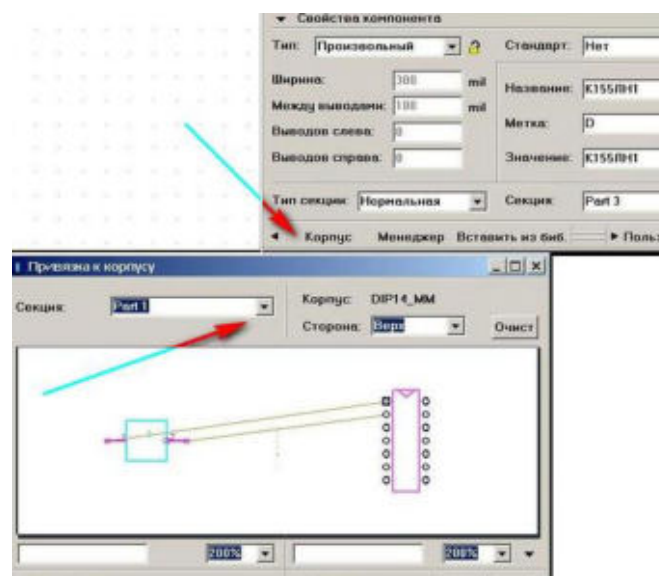 Свойства компонента
Тип: Произвольный Стандарт: Нет
Ширина: 300 mil
Название: К155ЛН1
Между выводами: 100 mil
Метка: D
Выводов слева: 0
Выводов справа: 0 Значение: К155ЛН1
Тип секции: Нормальная Секция: Part 3
Корпус Менеджер Вставить из биб Польз
Привязка к корпусу
Секция: Part 1 Корпус: DIP14_MM
Сторона: Верх Очист
200% 200%